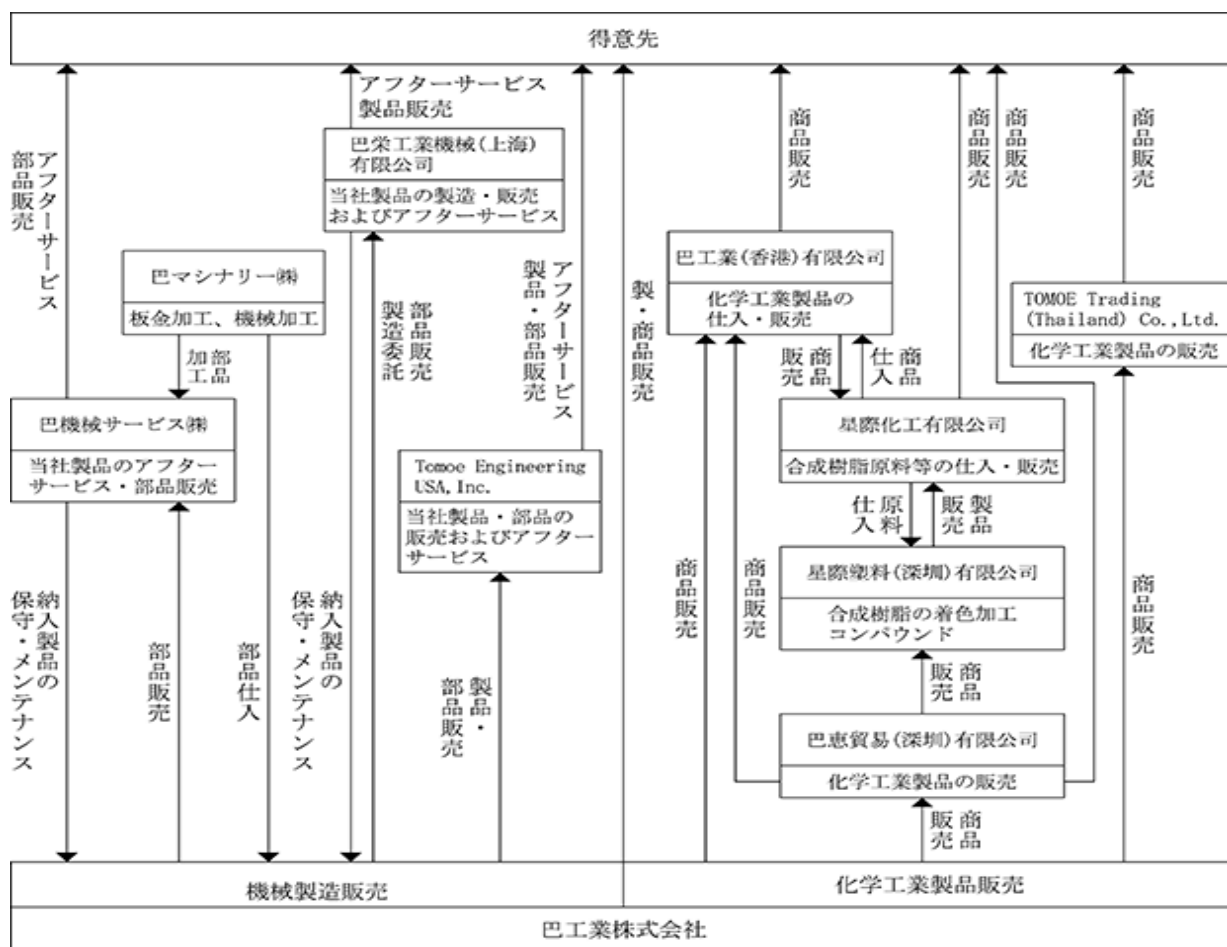 得意先
アフターサービス
部品販売
アフターサービス
製品販売
巴栄工業機械(上海)
有限公司
当社製品の製造・販売
およびアフターサービス
巴マシナリー㈱
板金加工、機械加工
部品
加工
巴機械サービス㈱
当社製品のアフター
サービス・部品販売
納入製品の
保守・メンテナンス
部品販売
部品仕入
納入製品の
保守・メンテナンス
部品販売
製造委託
アフターサービス
製品・部品販売
Tomoe Engineering
USA,Inc.
当社製品・部品の
販売およびアフター
サービス
製品・
部品販売
製・商品販売
商品販売
巴工業(香港)有限公司
化学工業製品の
仕入・販売
商品販売
商品販売
商品
販売
商品
仕入
商品販売
商品販売
星際化工有限公司
合成樹脂原料等の仕入・販売
原料
仕入
製品
販売
星際塑料(深圳)有限公司
合成樹脂の着色加工
コンパウンド
商品
販売
巴恵貿易(深圳)有限公司
化学工業製品の販売
商品
販売
商品販売
TOMOE Trading
(Thailand) Co.,Ltd.
化学工業製品の販売
商品販売
機械製造販売
化学工業製品販売
巴工業株式会社